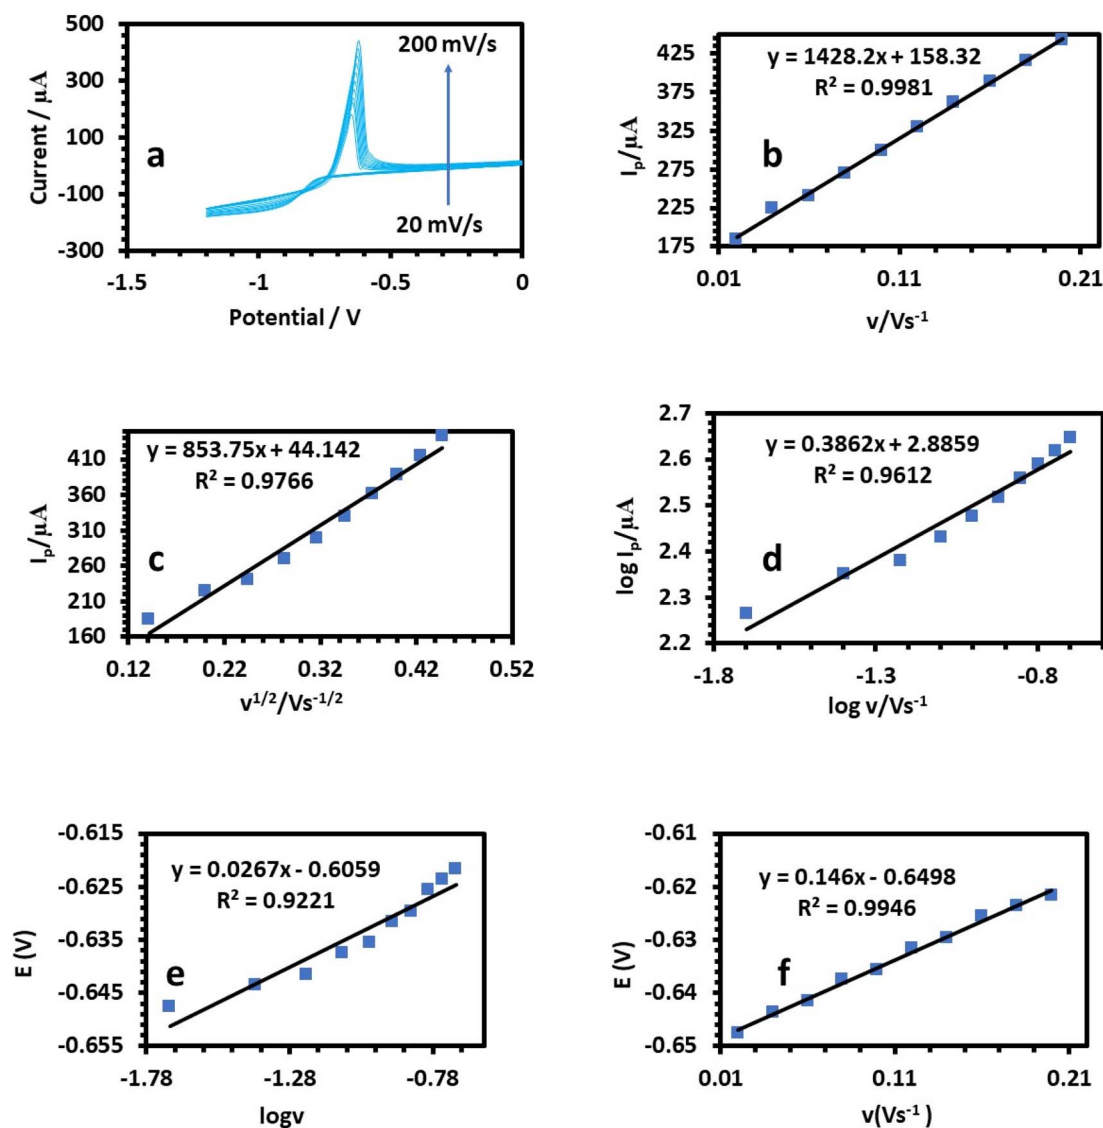 500
300
100
-100
-300
Current / µA
a
200 mV/s
20 mV/s
-1.5
-1
-0.5
0
Potential / V
425
375
325
275
225
175
Iₚ/µA
y = 1428.2x + 158.32
R² = 0.9981
b
0.01
0.11
0.21
v/Vs⁻¹
410
360
310
260
210
160
Iₚ/µA
y = 853.75x + 44.142
R² = 0.9766
c
0.12
0.22
0.32
0.42
0.52
v¹/²/Vs⁻¹/²
2.7
2.6
2.5
2.4
2.3
2.2
log Iₚ/µA
y = 0.3862x + 2.8859
R² = 0.9612
d
-1.8
-1.3
-0.8
log v/Vs⁻¹
-0.615
-0.625
-0.635
-0.645
-0.655
E (V)
y = 0.0267x - 0.6059
R² = 0.9221
e
-1.78
-1.28
-0.78
logv
-0.61
-0.62
-0.63
-0.64
-0.65
E (V)
y = 0.146x - 0.6498
R² = 0.9946
f
0.01
0.11
0.21
v(Vs⁻¹ )